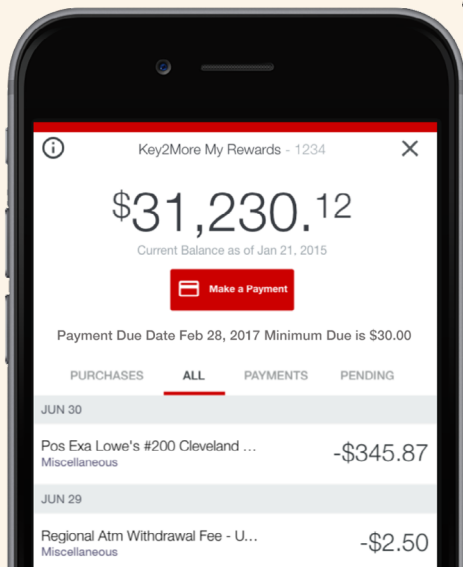 Key2More My Rewards - 1234
$31,230.12
Current Balance as of Jan 21, 2015
Make a Payment
Payment Due Date Feb 28, 2017 Minimum Due is $30.00
PURCHASES ALL PAYMENTS PENDING
JUN 30
Pos Exa Lowe's #200 Cleveland ... -$345.87
Miscellaneous
JUN 29
Regional Atm Withdrawal Fee - U... -$2.50
Miscellaneous